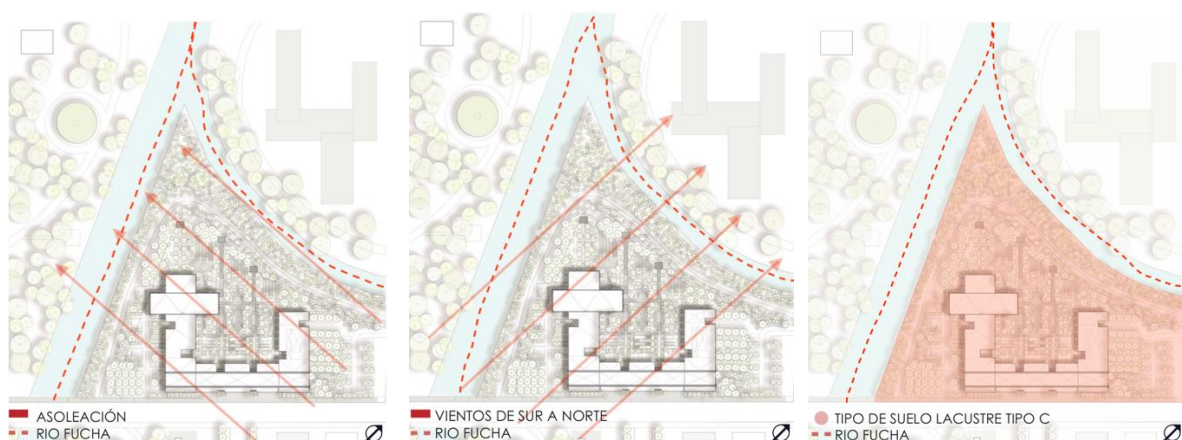 ASOLEACIÓN
RIO FUCHA
VIENTOS DE SUR A NORTE
RIO FUCHA
TIPO DE SUELO LACUSTRE TIPO C
RIO FUCHA